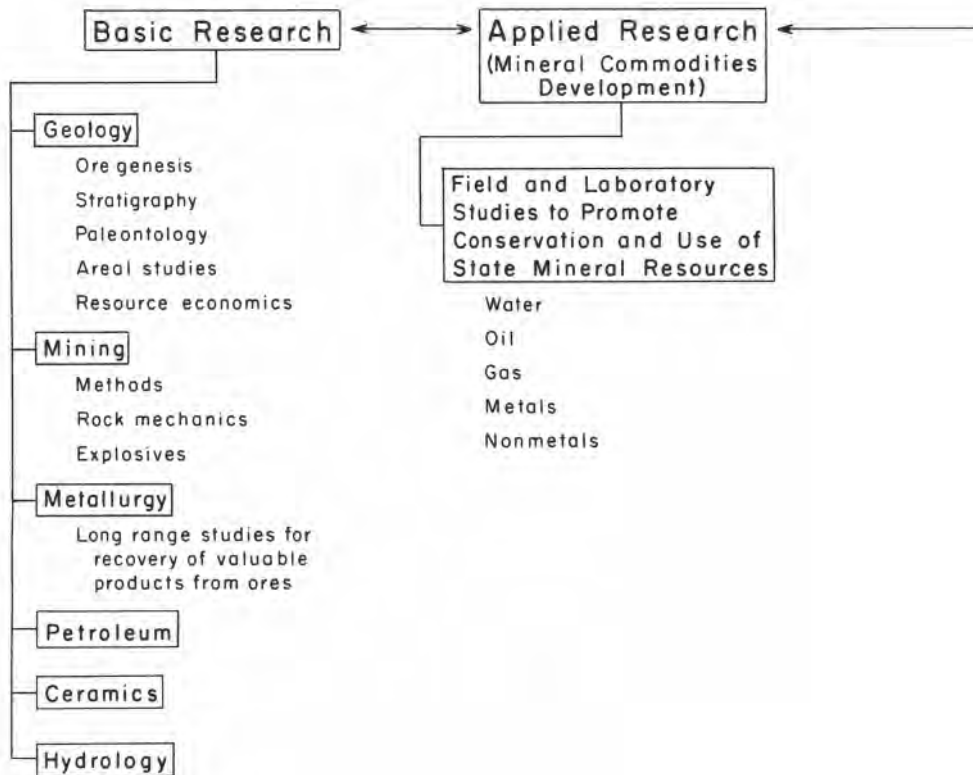 Basic Research
Geology
Ore genesis
Stratigraphy
Paleontology
Areal studies
Resource economics
Mining
Methods
Rock mechanics
Explosives
Metallurgy
Long range studies for
recovery of valuable
products from ores
Petroleum
Ceramics
Hydrology
Applied Research
(Mineral Commodities
Development)
Field and Laboratory
Studies to Promote
Conservation and Use of
State Mineral Resources
Water
Oil
Gas
Metals
Nonmetals